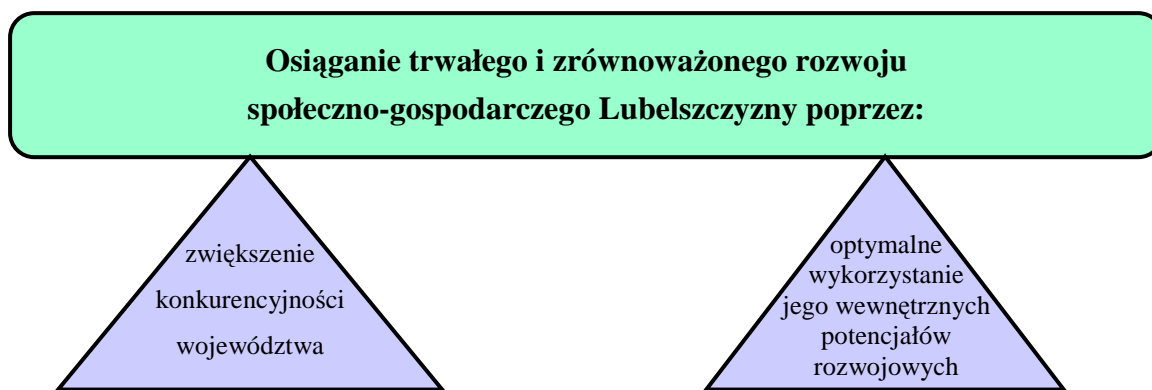 Osiąganie trwałego i zrównoważonego rozwoju
społeczno-gospodarczego Lubelszczyzny poprzez:
zwiększenie
konkurencyjności
województwa
optymalne
wykorzystanie
jego wewnętrznych
potencjałów
rozwojowych